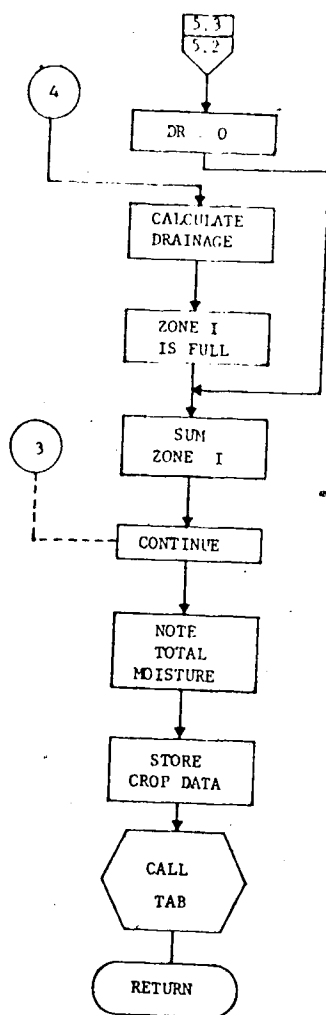 5.3
5.2
4
DR . 0
CALCULATE
DRAINAGE
ZONE I
IS FULL
SUM
ZONE I
3
CONTINUE
NOTE
TOTAL
MOISTURE
STORE
CROP DATA
CALL
TAB
RETURN